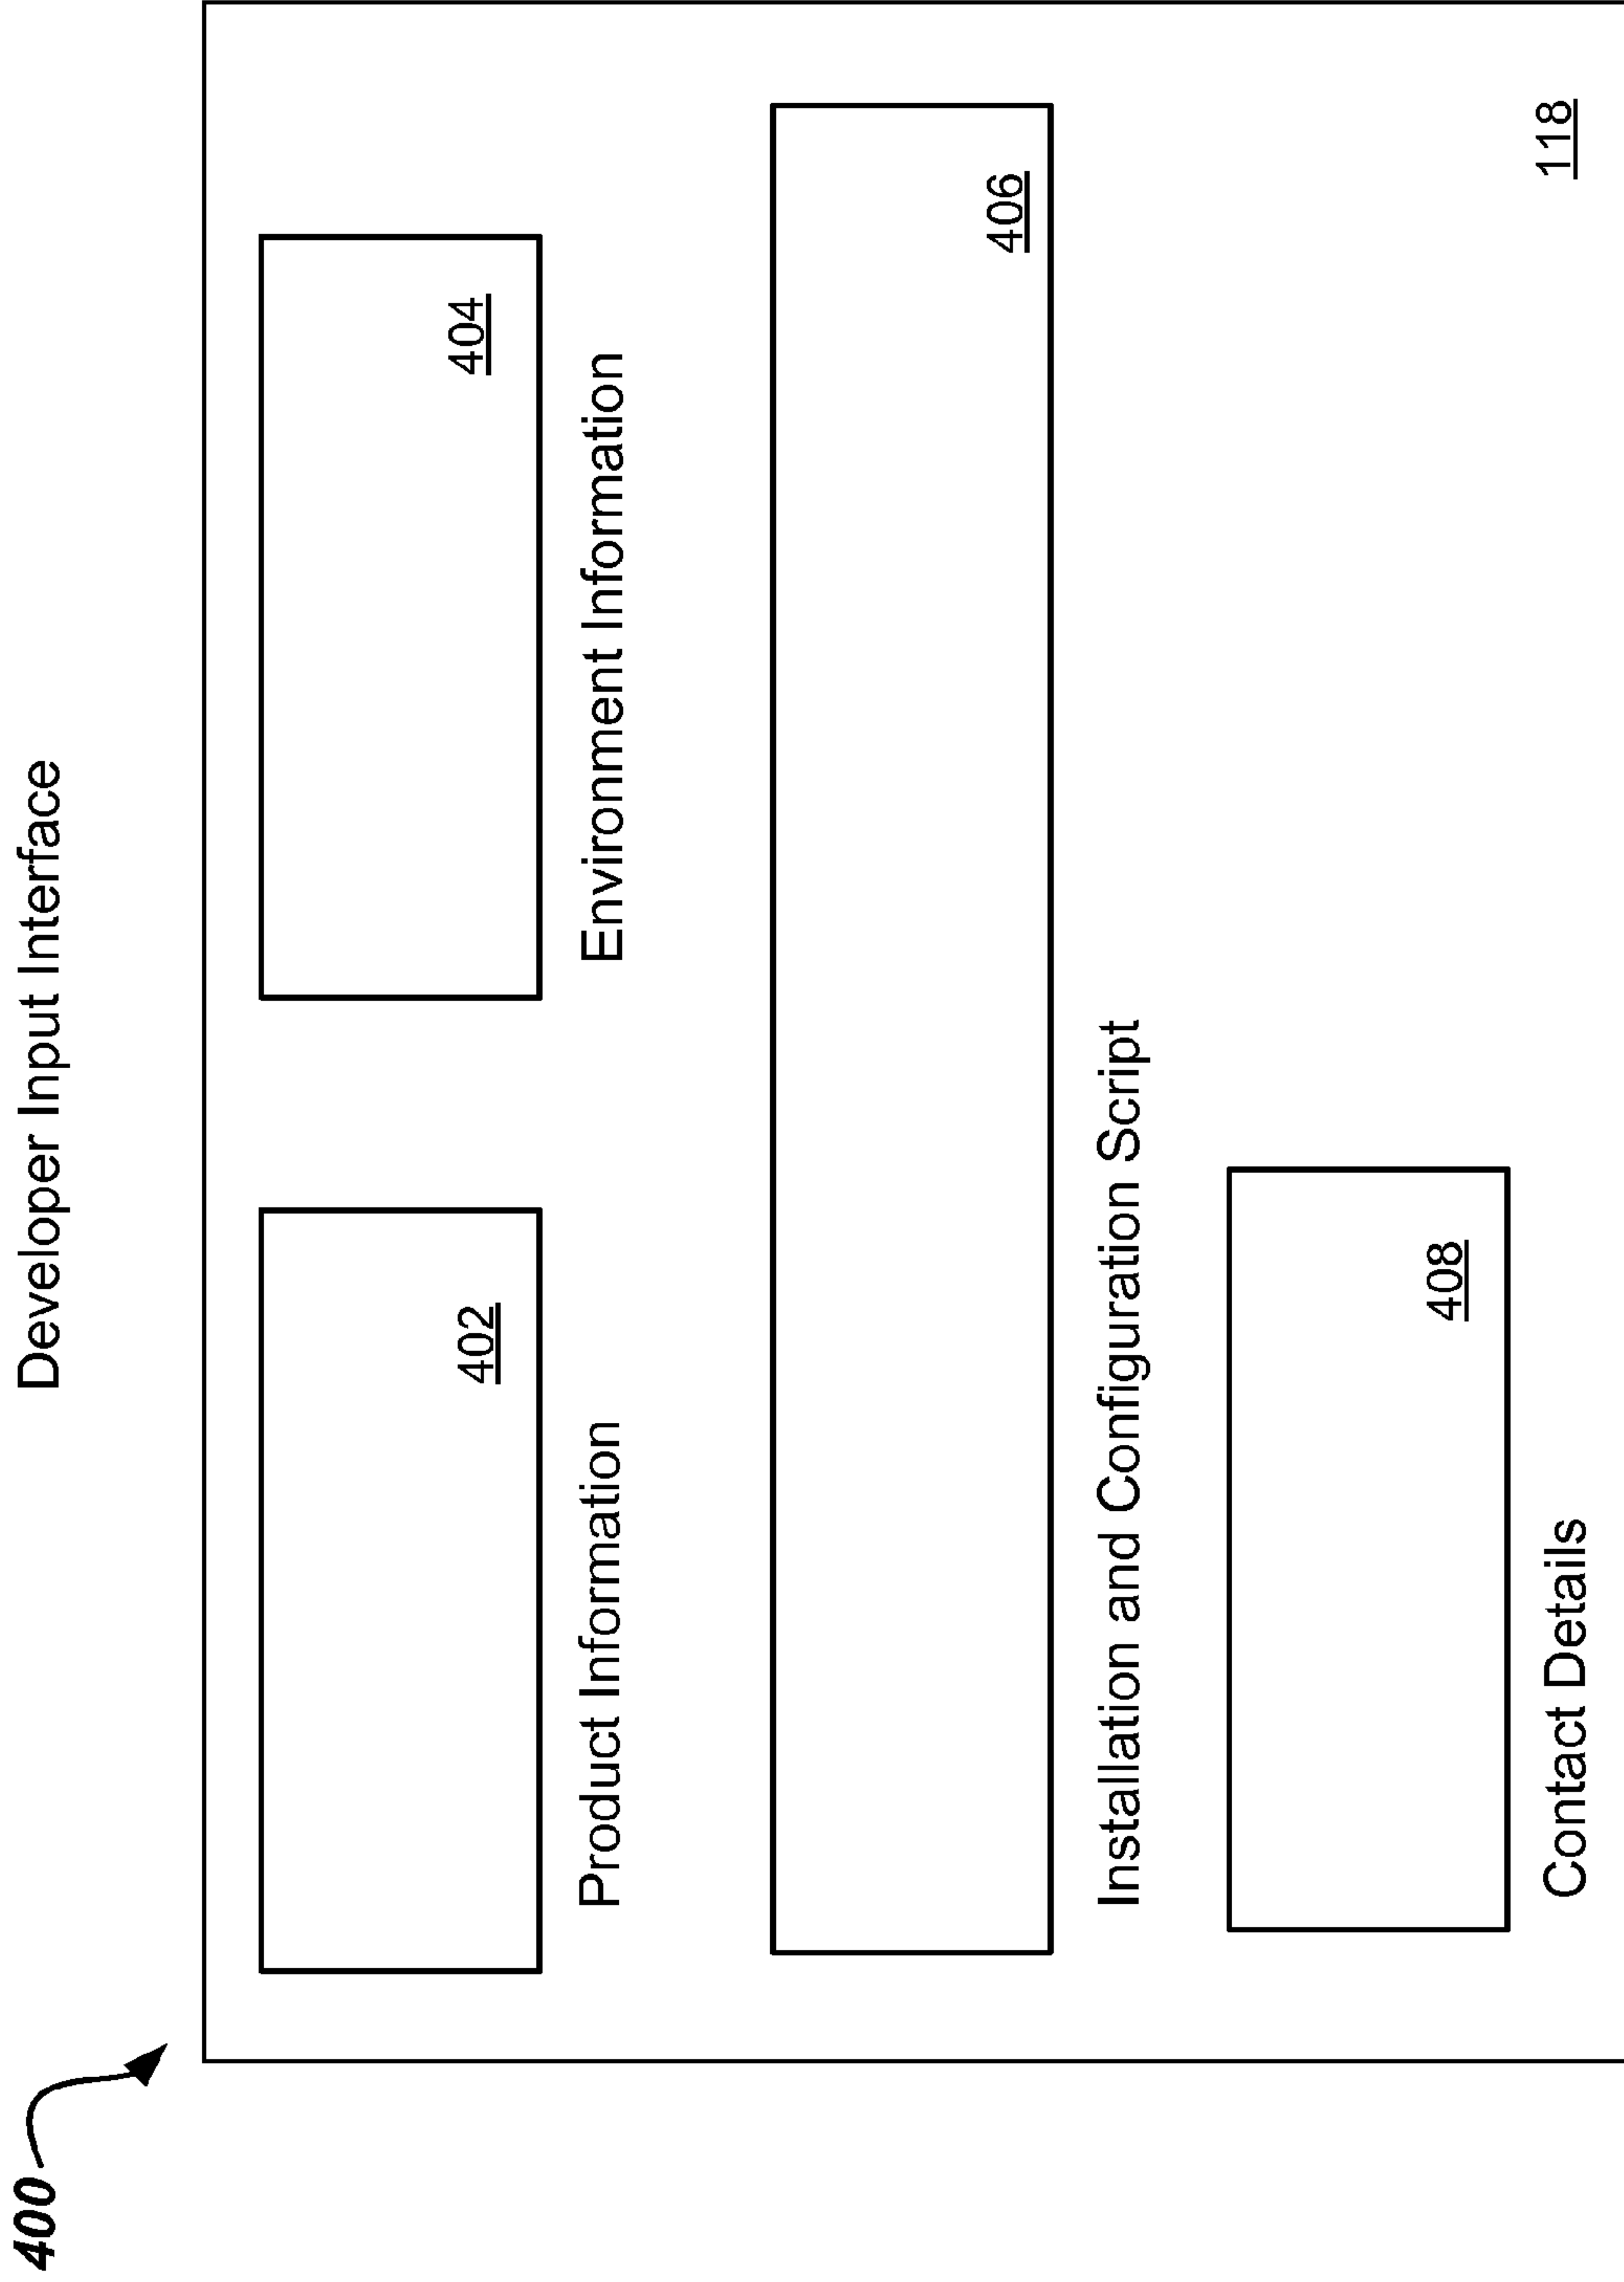 400
Developer Input Interface
402
404
Product Information
Environment Information
406
Installation and Configuration Script
408
Contact Details
118